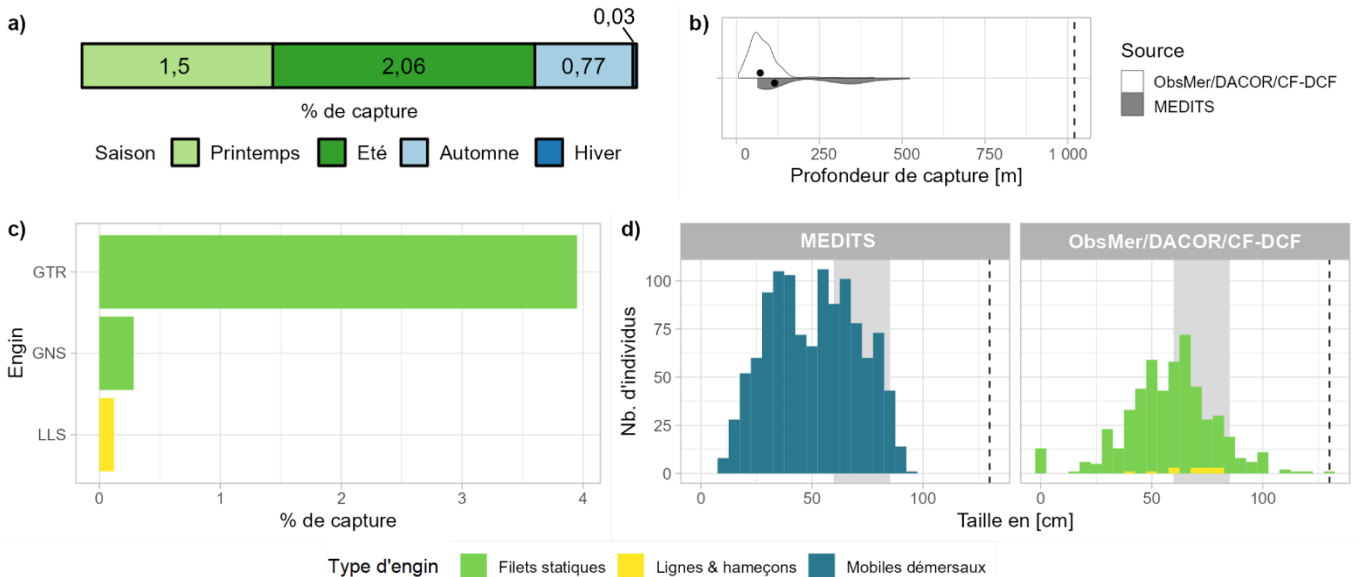 a)
0,03
1,5 2,06 0,77
% de capture
Saison Printemps Eté Automne Hiver
b)
0 250 500 750 1 000
Profondeur de capture [m]
Source
ObsMer/DACOR/CF-DCF
MEDITS
c)
Engin
GTR
GNS
LLS
0 1 2 3 4
% de capture
d)
MEDITS ObsMer/DACOR/CF-DCF
Nb. d'individus
100
75
50
25
0
0 50 100 0 50 100
Taille en [cm]
Type d'engin Filets statiques Lignes & hameçons Mobiles démersaux